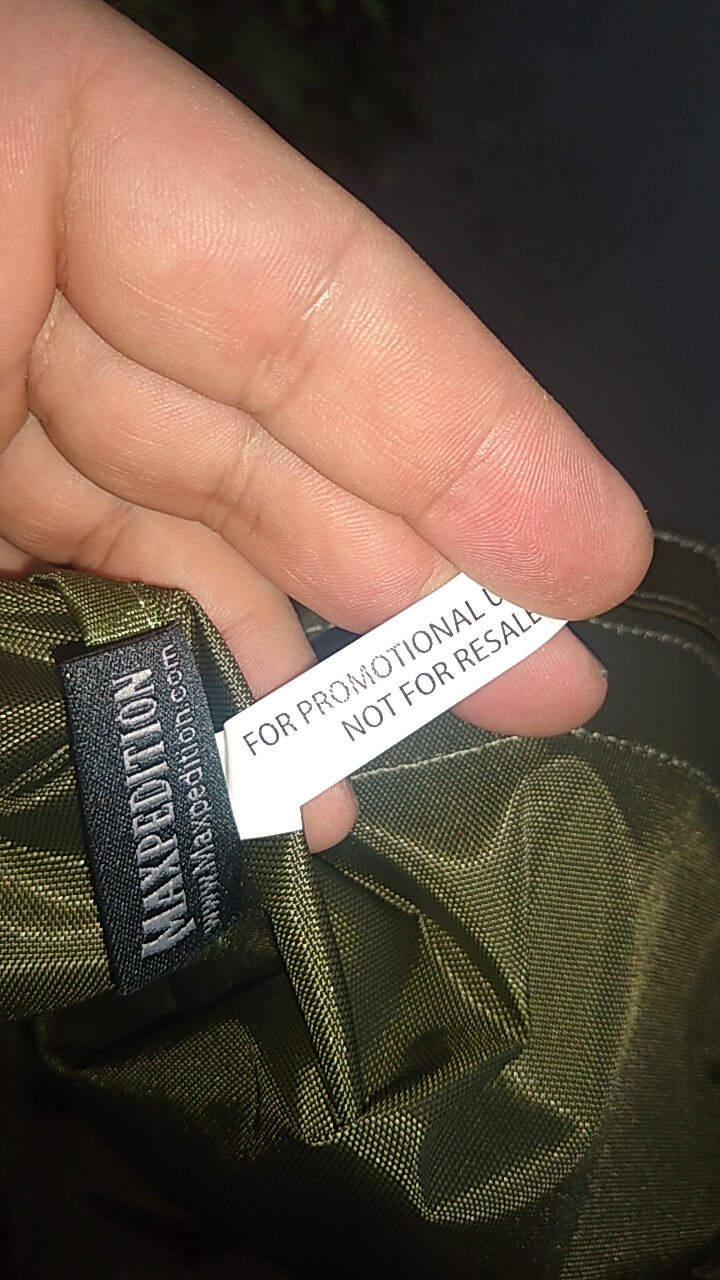 FOR PROMOTIONAL
NOT FOR RESALE
MAXPEDITION
www.Maxpedition.com